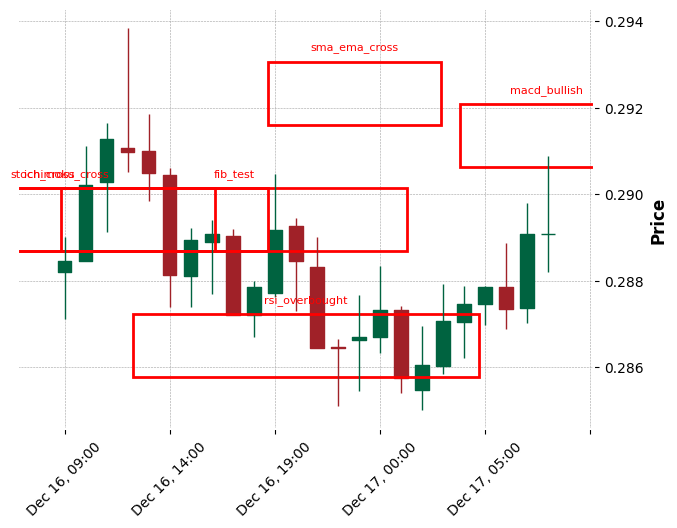 0.294
sma_ema_cross
0.292
macd_bullish
fib_test
0.290
Price
0.288
rsi_overbought
0.286
Dec 16, 09:00
Dec 16, 14:00
Dec 16, 19:00
Dec 17, 00:00
Dec 17, 05:00